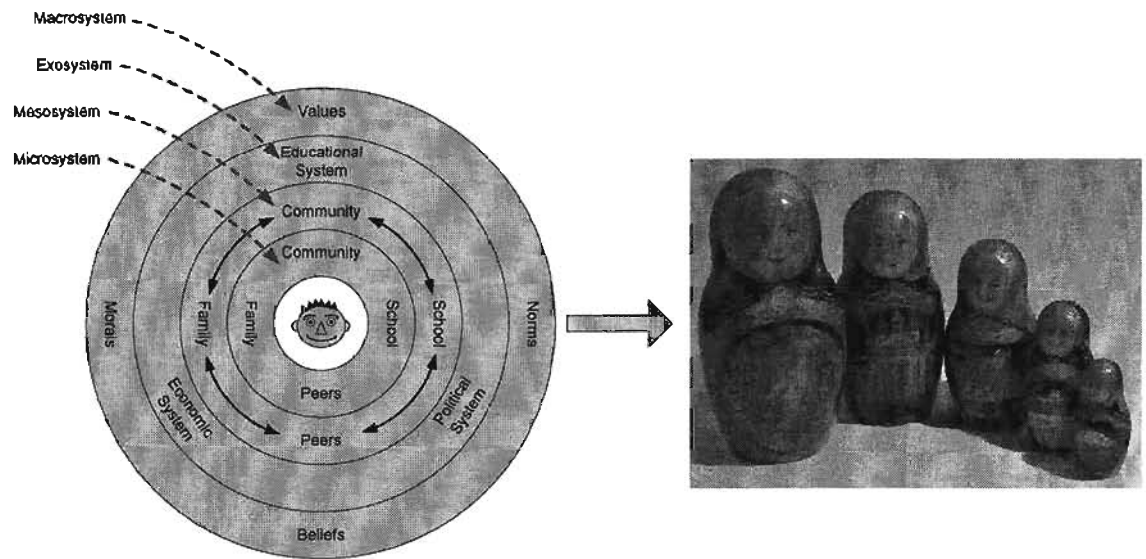 Macrosystem
Exosystem
Mesosystem
Microsystem
Values
Educational
System
Community
Community
Morals
Family
Family
School
School
Norms
Peers
Peers
Economic
System
Political
System
Beliefs